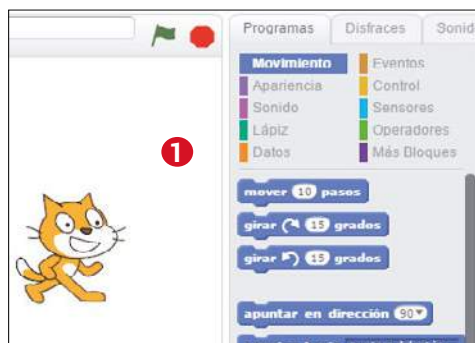 Programas Disfraces Sonid
Movimiento Eventos
Apariencia Control
Sonido Sensores
Lápiz Operadores
Datos Más Bloques
1
mover 10 pasos
girar 15 grados
girar 15 grados
apuntar en dirección 90